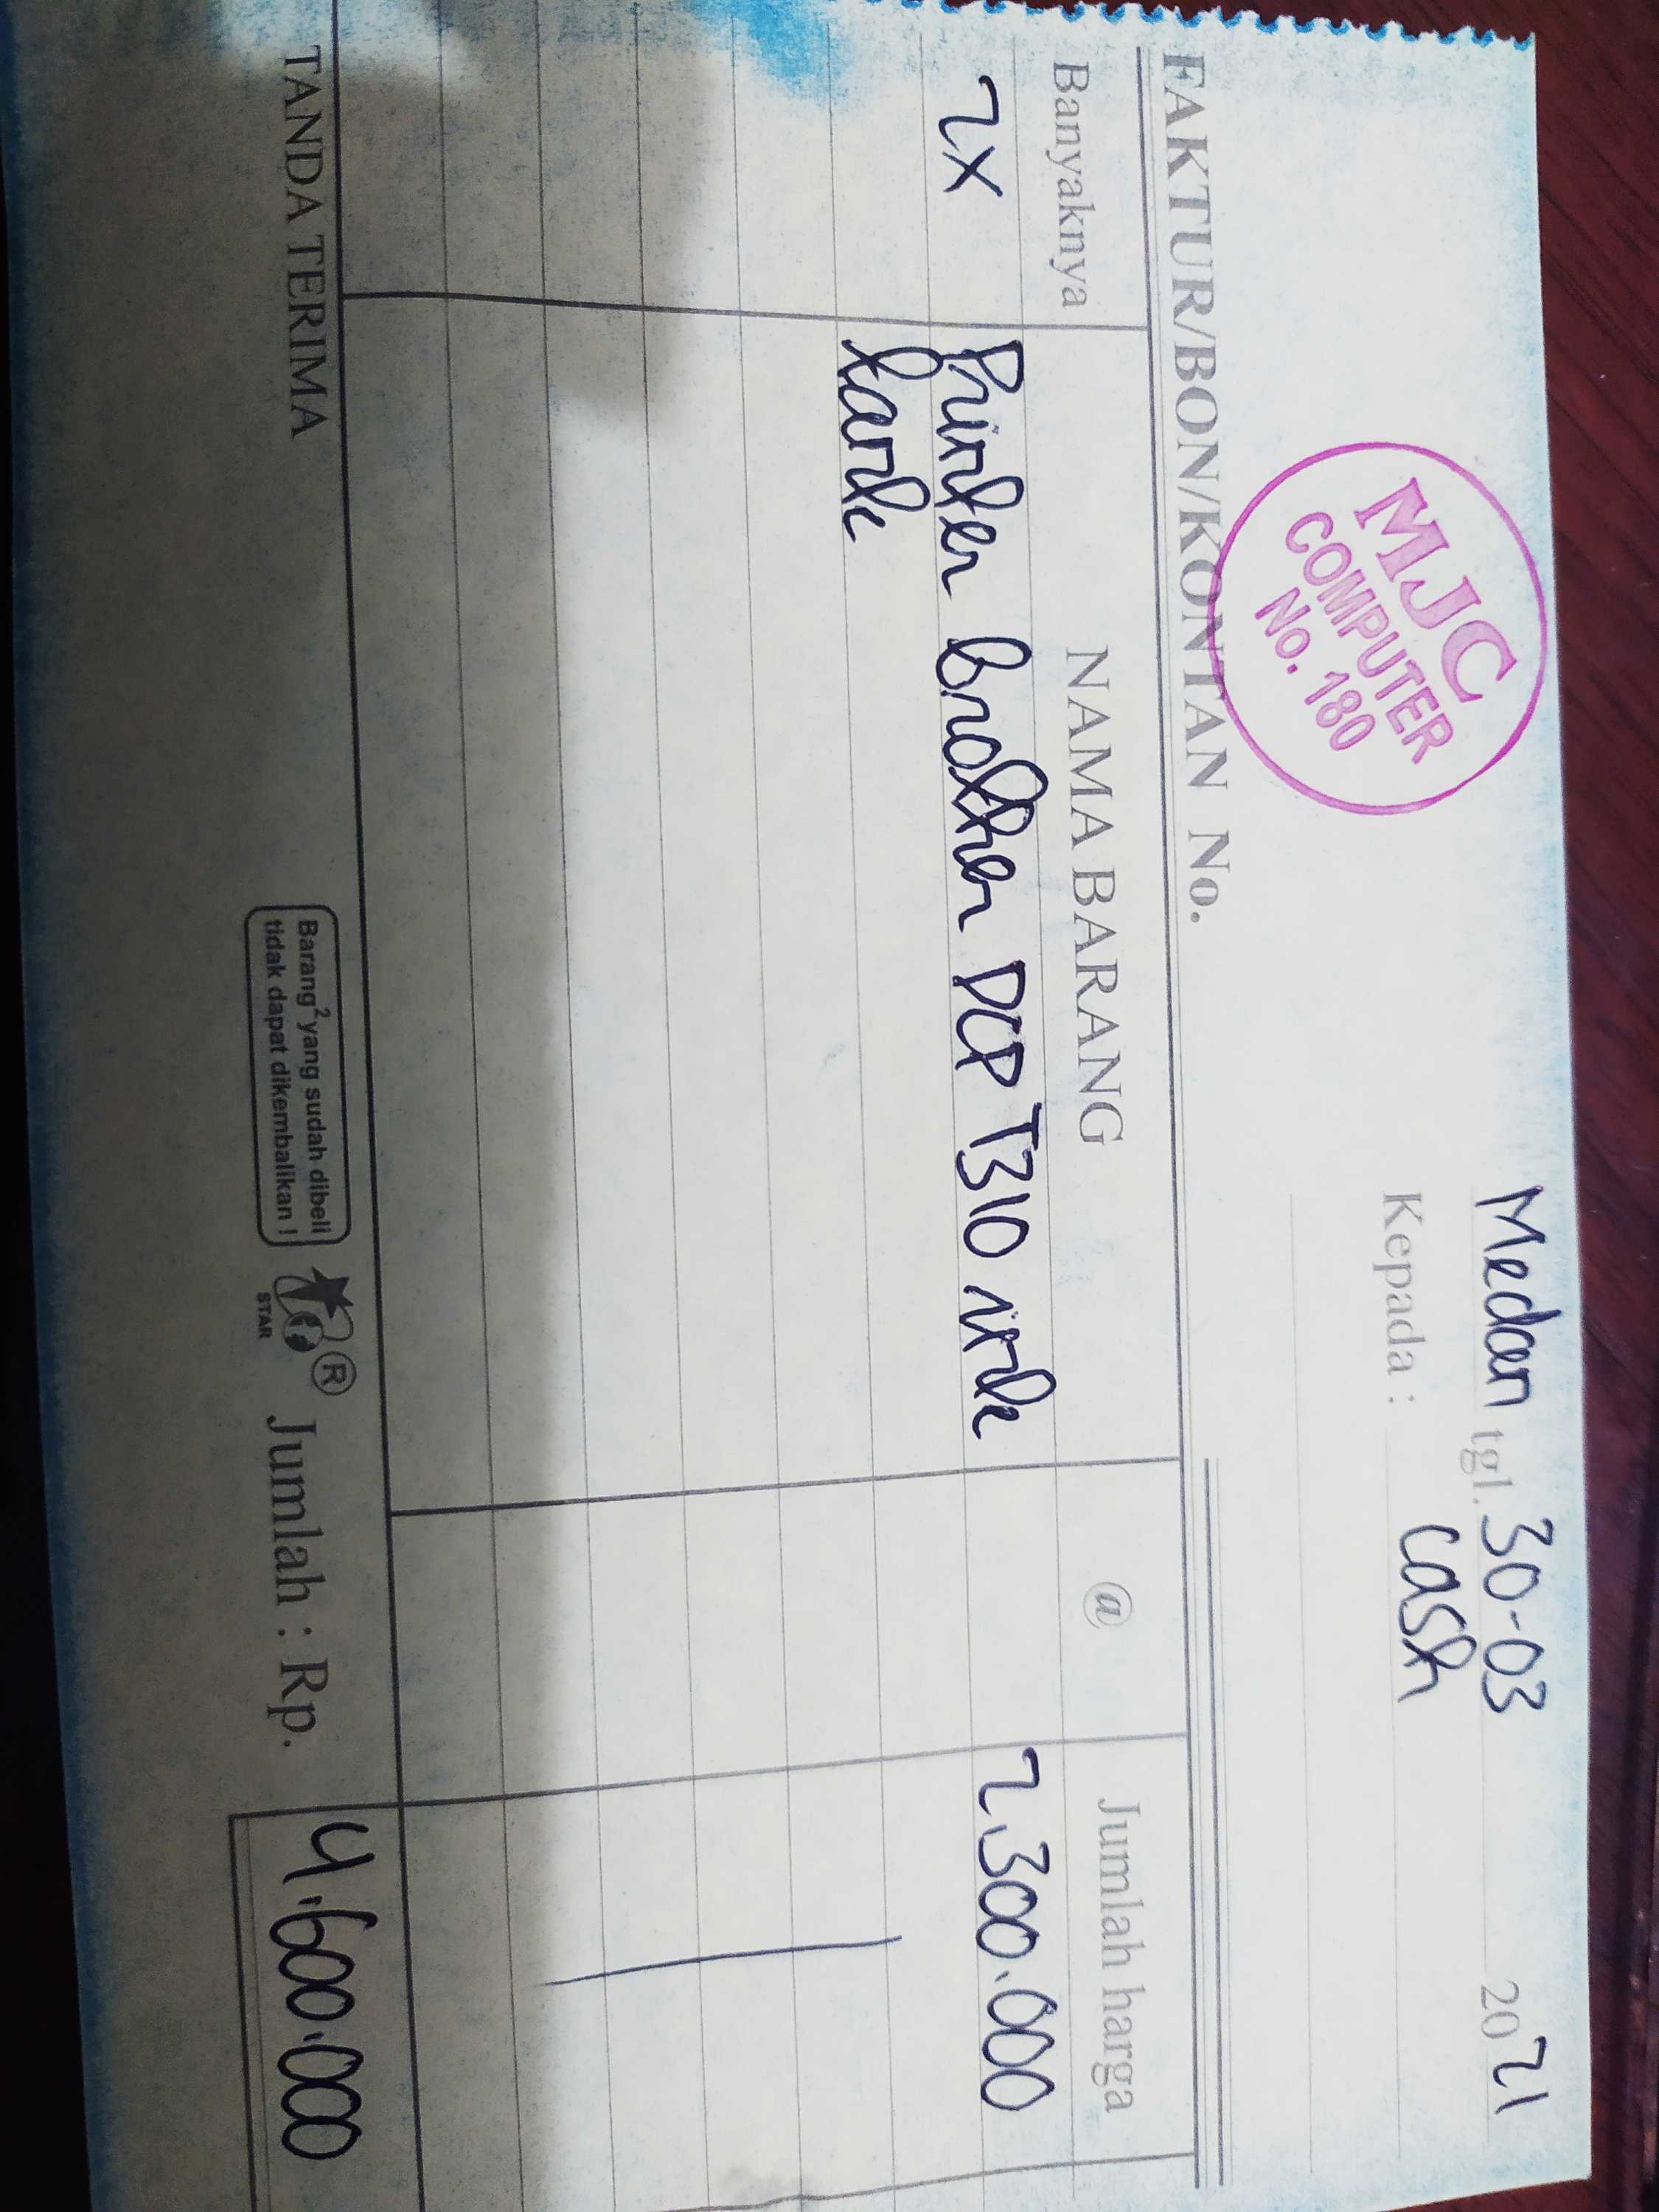 Medan tgl. 30-03 2021
Kepada : cash
MJC
COMPUTER
No. 180
FAKTUR/BON/KONTAN No.
Banyaknya NAMA BARANG @ Jumlah harga
2x Printer Brother DCP T310 ink 2.300.000
tank
TANDA TERIMA
Barang² yang sudah dibeli
tidak dapat dikembalikan !
STAR
®
Jumlah : Rp. 4.600.000